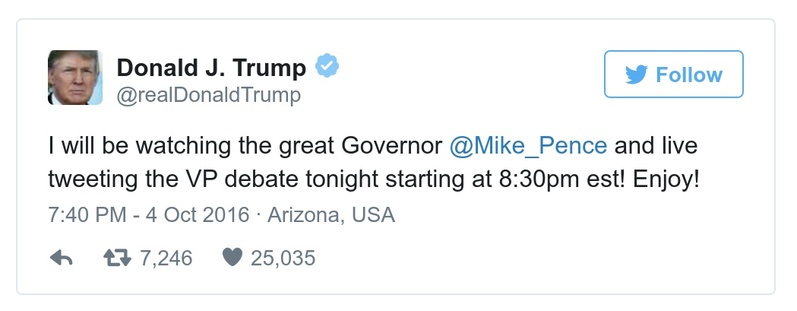 Donald J. Trump
@realDonaldTrump
Follow
I will be watching the great Governor @Mike_Pence and live
tweeting the VP debate tonight starting at 8:30pm est! Enjoy!
7:40 PM - 4 Oct 2016 · Arizona, USA
7,246 25,035